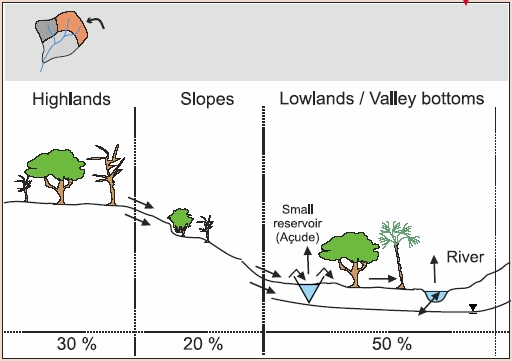 Highlands
Slopes
Lowlands / Valley bottoms
Small
reservoir
(Açude)
River
30 %
20 %
50 %